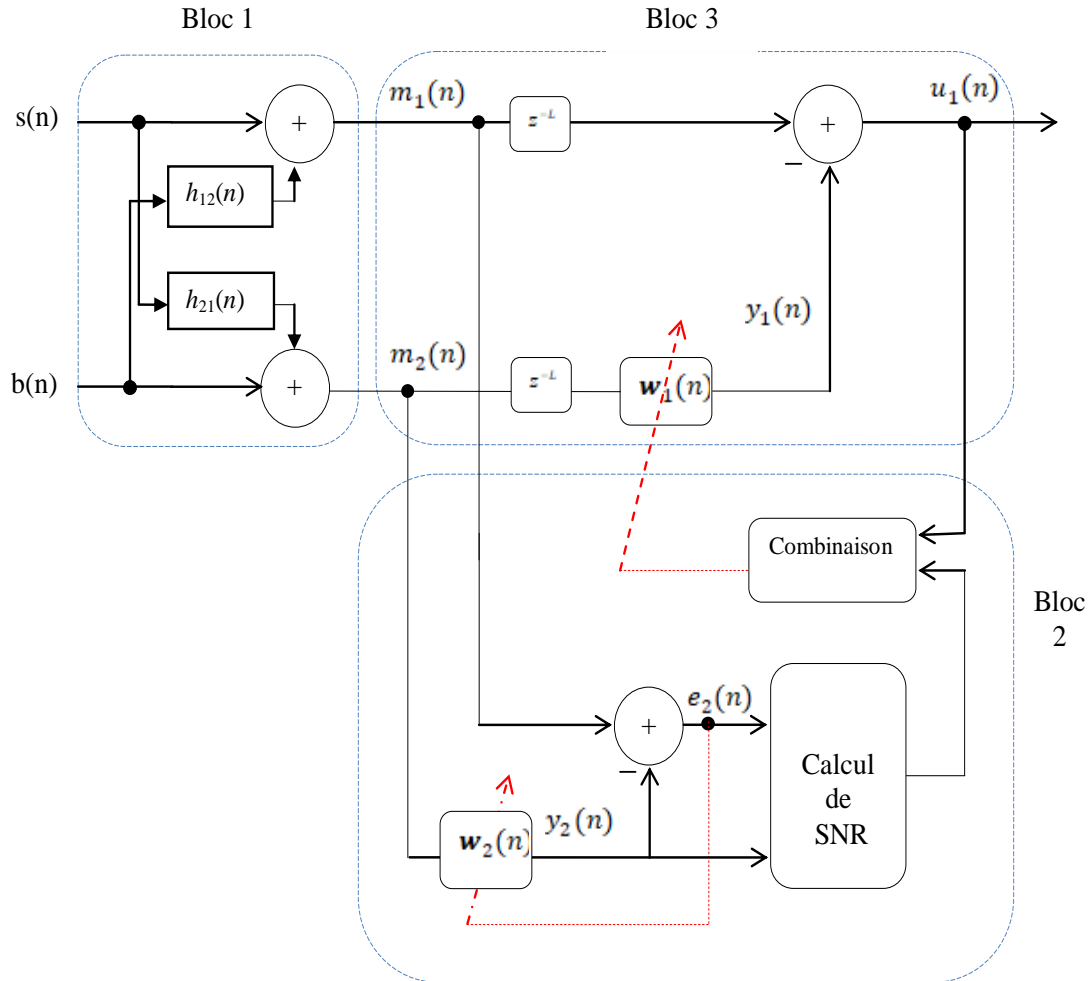 Bloc 1
Bloc 3
s(n)
+
m₁(n)
z⁻ᴸ
+
−
u₁(n)
h₁₂(n)
h₂₁(n)
y₁(n)
b(n)
+
m₂(n)
z⁻ᴸ
w₁(n)
Combinaison
Bloc
2
+
−
e₂(n)
Calcul
de
SNR
w₂(n)
y₂(n)